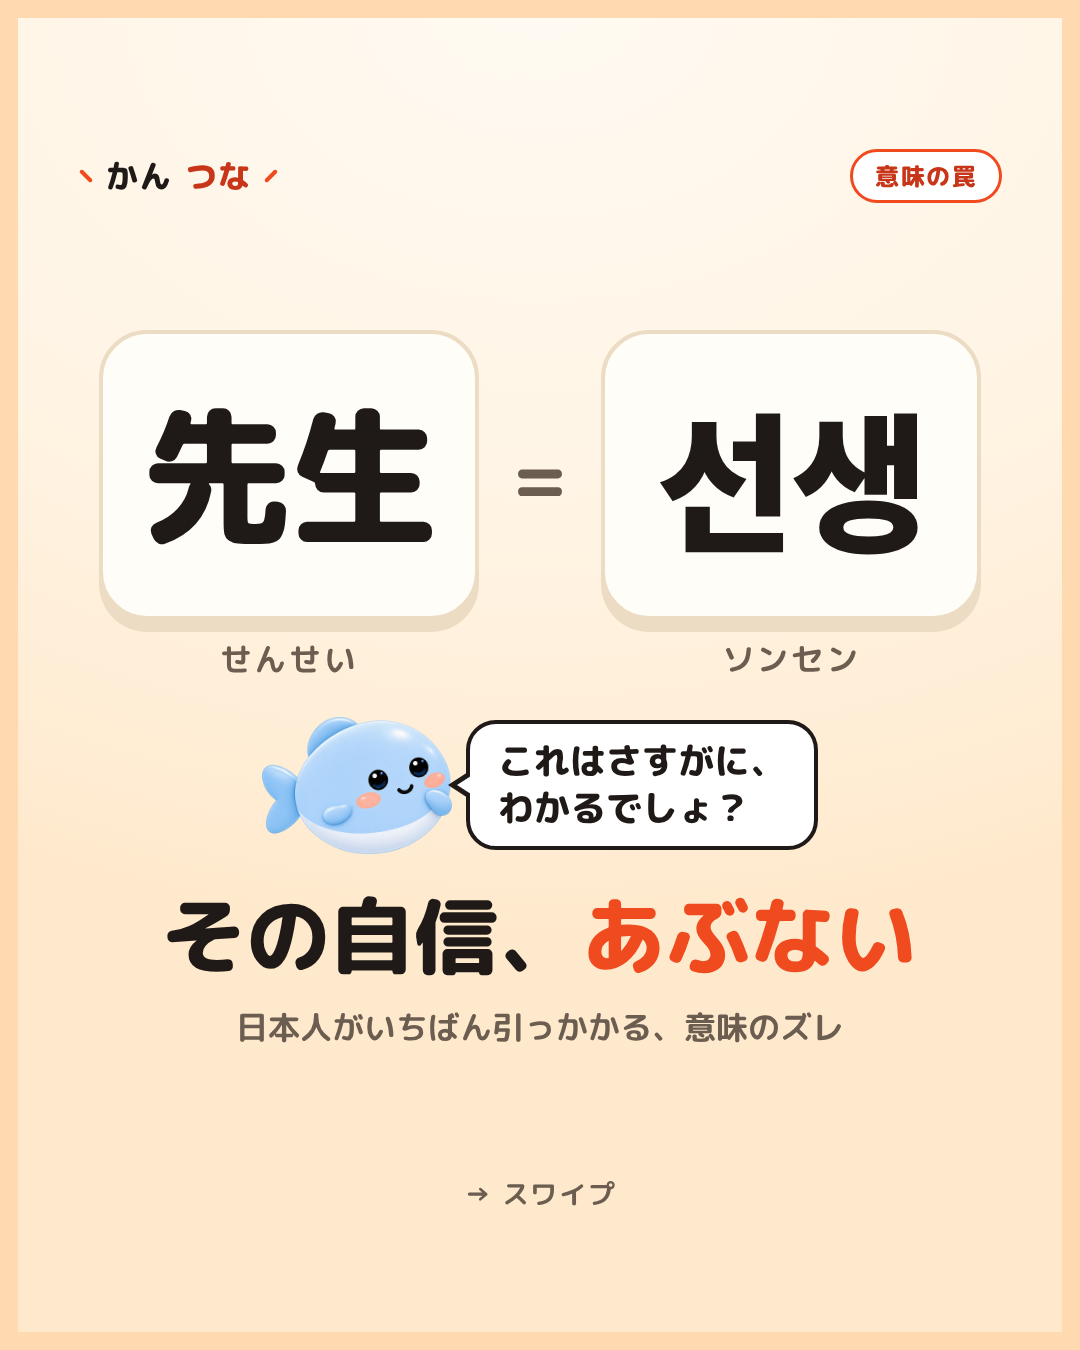 かん つな
意味の罠
先生 = 선생
せんせい
ソンセン
これはさすがに、
わかるでしょ？
その自信、あぶない
日本人がいちばん引っかかる、意味のズレ
→ スワイプ